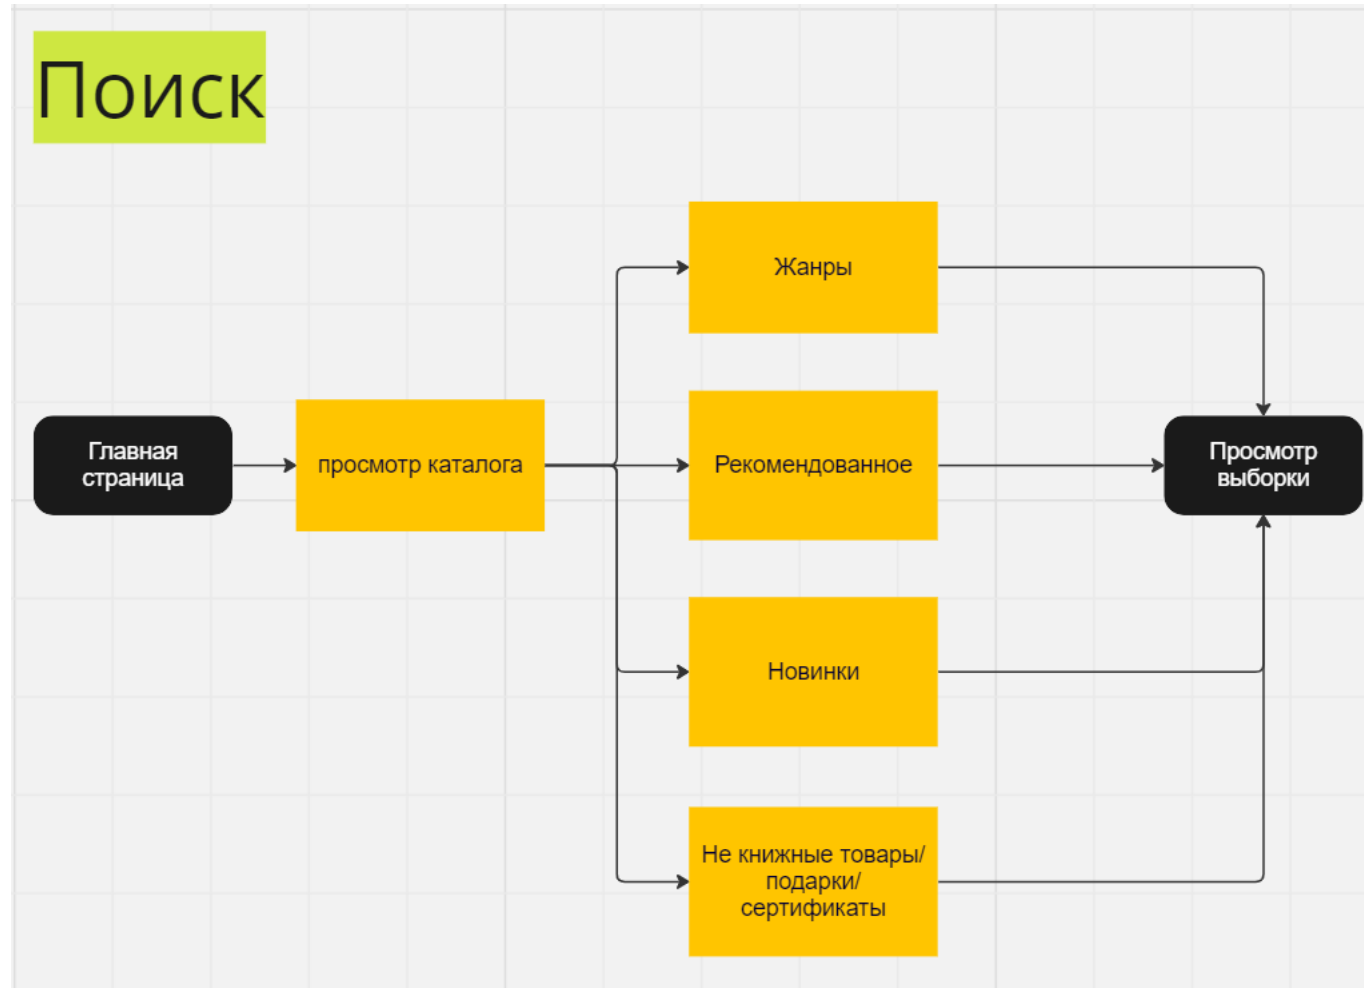 Поиск
Жанры
Главная
страница
просмотр каталога
Рекомендованное
Просмотр
выборки
Новинки
Не книжные товары/
подарки/
сертификаты